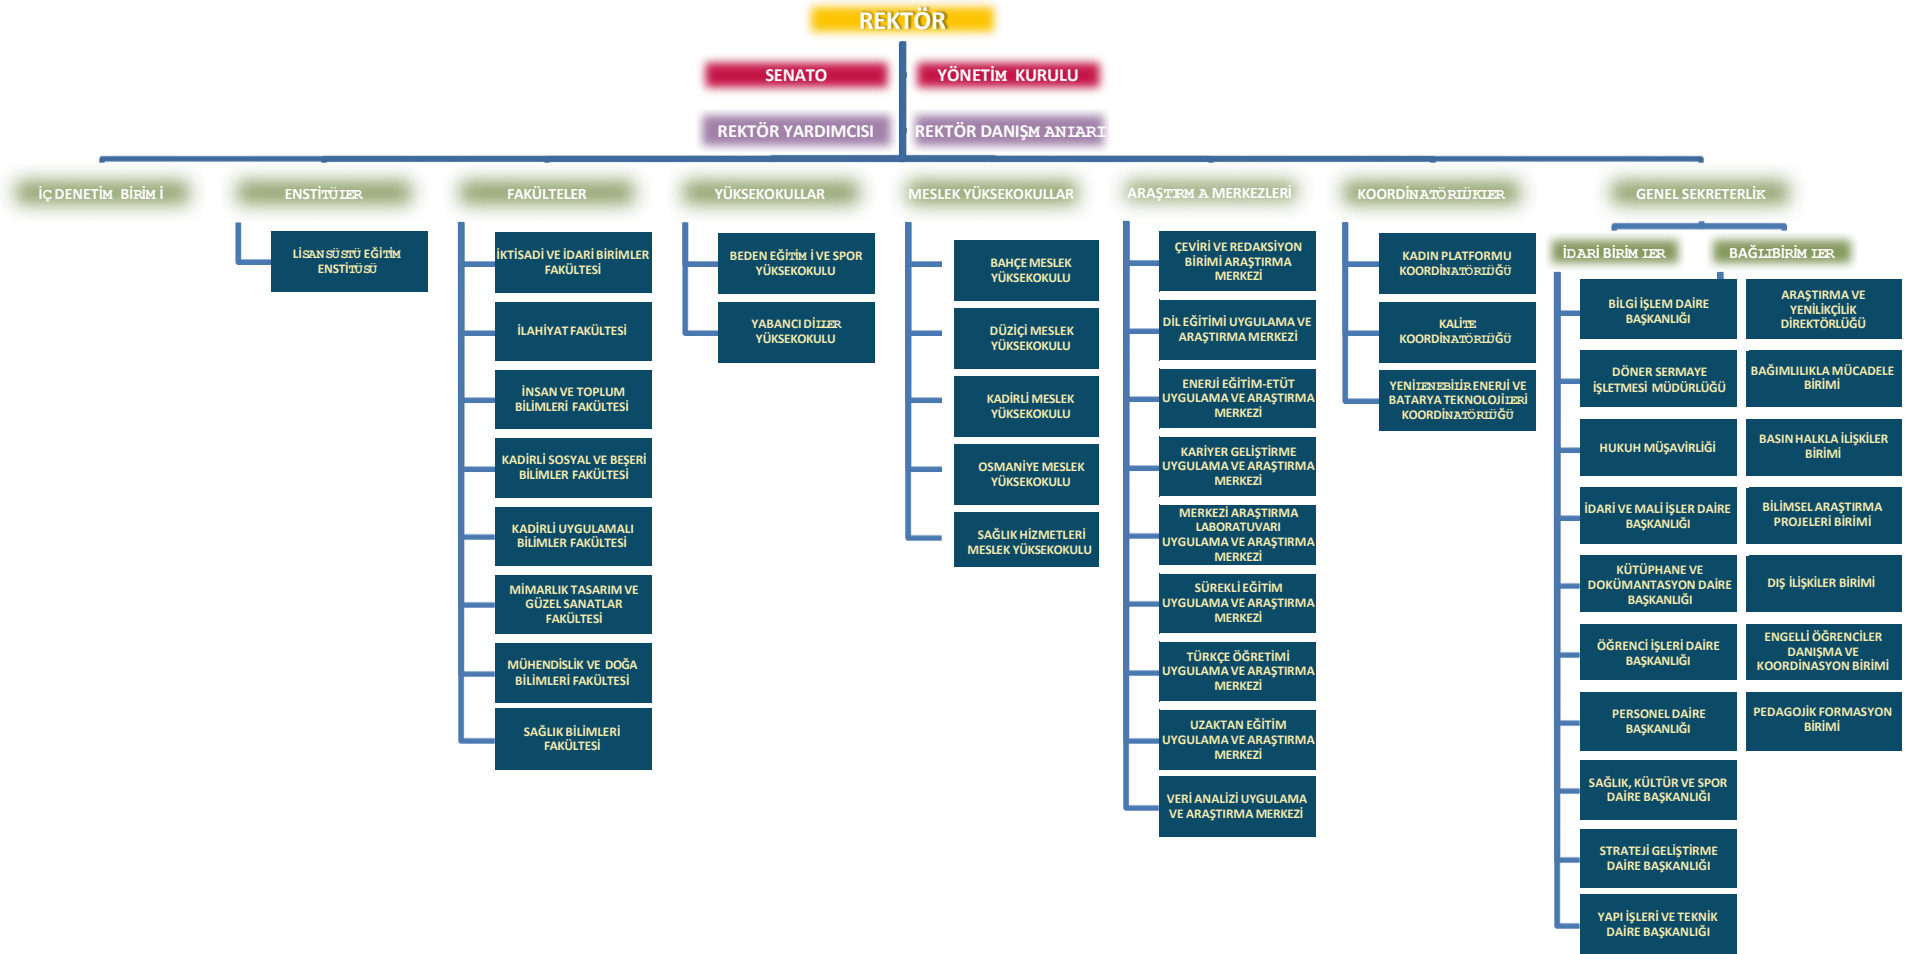 REKTÖR
SENATO
YÖNETİM KURULU
REKTÖR YARDIMCISI
REKTÖR DANIŞMANLARI
İÇ DENETİM BİRİMİ
ENSTİTÜLER
FAKÜLTELER
YÜKSEKOKULLAR
MESLEK YÜKSEKOKULLAR
ARAŞTIRMA MERKEZLERİ
KOORDİNATÖRLÜKLER
GENEL SEKRETERLİK
LİSANSÜSTÜ EĞİTİM
ENSTİTÜSÜ
İKTISADİ VE İDARİ BİRİMLER
FAKÜLTESİ
İLAHİYAT FAKÜLTESİ
İNSAN VE TOPLUM
BİLİMLERİ FAKÜLTESİ
KADİRLİ SOSYAL VE BEŞERİ
BİLİMLER FAKÜLTESİ
KADİRLİ UYGULAMALI
BİLİMLER FAKÜLTESİ
MİMARLIK TASARIM VE
GÜZEL SANATLAR
FAKÜLTESİ
MÜHENDİSLİK VE DOĞA
BİLİMLERİ FAKÜLTESİ
SAĞLIK BİLİMLERİ
FAKÜLTESİ
BEDEN EĞİTİMİ VE SPOR
YÜKSEKOKULU
YABANCI DİLLER
YÜKSEKOKULU
BAHÇE MESLEK
YÜKSEKOKULU
DÜZİÇİ MESLEK
YÜKSEKOKULU
KADİRLİ MESLEK
YÜKSEKOKULU
OSMANİYE MESLEK
YÜKSEKOKULU
SAĞLIK HİZMETLERİ
MESLEK YÜKSEKOKULU
ÇEVİRİ VE REDAKSİYON
BİRİMİ ARAŞTIRMA
MERKEZİ
DİL EĞİTİMİ UYGULAMA VE
ARAŞTIRMA MERKEZİ
ENERJİ EĞİTİM-ETÜT
UYGULAMA VE ARAŞTIRMA
MERKEZİ
KARİYER GELİŞTİRME
UYGULAMA VE ARAŞTIRMA
MERKEZİ
MERKEZİ ARAŞTIRMA
LABORATUVARI
UYGULAMA VE ARAŞTIRMA
MERKEZİ
SÜREKLİ EĞİTİM
UYGULAMA VE ARAŞTIRMA
MERKEZİ
TÜRKÇE ÖĞRETİMİ
UYGULAMA VE ARAŞTIRMA
MERKEZİ
UZAKTAN EĞİTİM
UYGULAMA VE ARAŞTIRMA
MERKEZİ
VERİ ANALİZİ UYGULAMA
VE ARAŞTIRMA MERKEZİ
KADIN PLATFORMU
KOORDİNATÖRLÜĞÜ
KALİTE
KOORDİNATÖRLÜĞÜ
YENİLENEBİLİR ENERJİ VE
BATARYA TEKNOLOJİLERİ
KOORDİNATÖRLÜĞÜ
İDARİ BİRİMLER
BİLGİ İŞLEM DAİRE
BAŞKANLIĞI
DÖNER SERMAYE
İŞLETMESİ MÜDÜRLÜĞÜ
HUKUH MÜŞAVİRLİĞİ
İDARİ VE MALİ İŞLER DAİRE
BAŞKANLIĞI
KÜTÜPHANE VE
DOKÜMANTASYON DAİRE
BAŞKANLIĞI
ÖĞRENCİ İŞLERİ DAİRE
BAŞKANLIĞI
PERSONEL DAİRE
BAŞKANLIĞI
SAĞLIK, KÜLTÜR VE SPOR
DAİRE BAŞKANLIĞI
STRATEJİ GELİŞTİRME
DAİRE BAŞKANLIĞI
YAPI İŞLERİ VE TEKNİK
DAİRE BAŞKANLIĞI
BAĞLI BİRİMLER
ARAŞTIRMA VE
YENİLİKÇİLİK
DİREKTÖRLÜĞÜ
BAĞIMLILIKLA MÜCADELE
BİRİMİ
BASIN HALKLA İLİŞKİLER
BİRİMİ
BİLİMSEL ARAŞTIRMA
PROJELERİ BİRİMİ
DIŞ İLİŞKİLER BİRİMİ
ENGELLİ ÖĞRENCİLER
DANIŞMA VE
KOORDİNASYON BİRİMİ
PEDAGOJİK FORMASYON
BİRİMİ